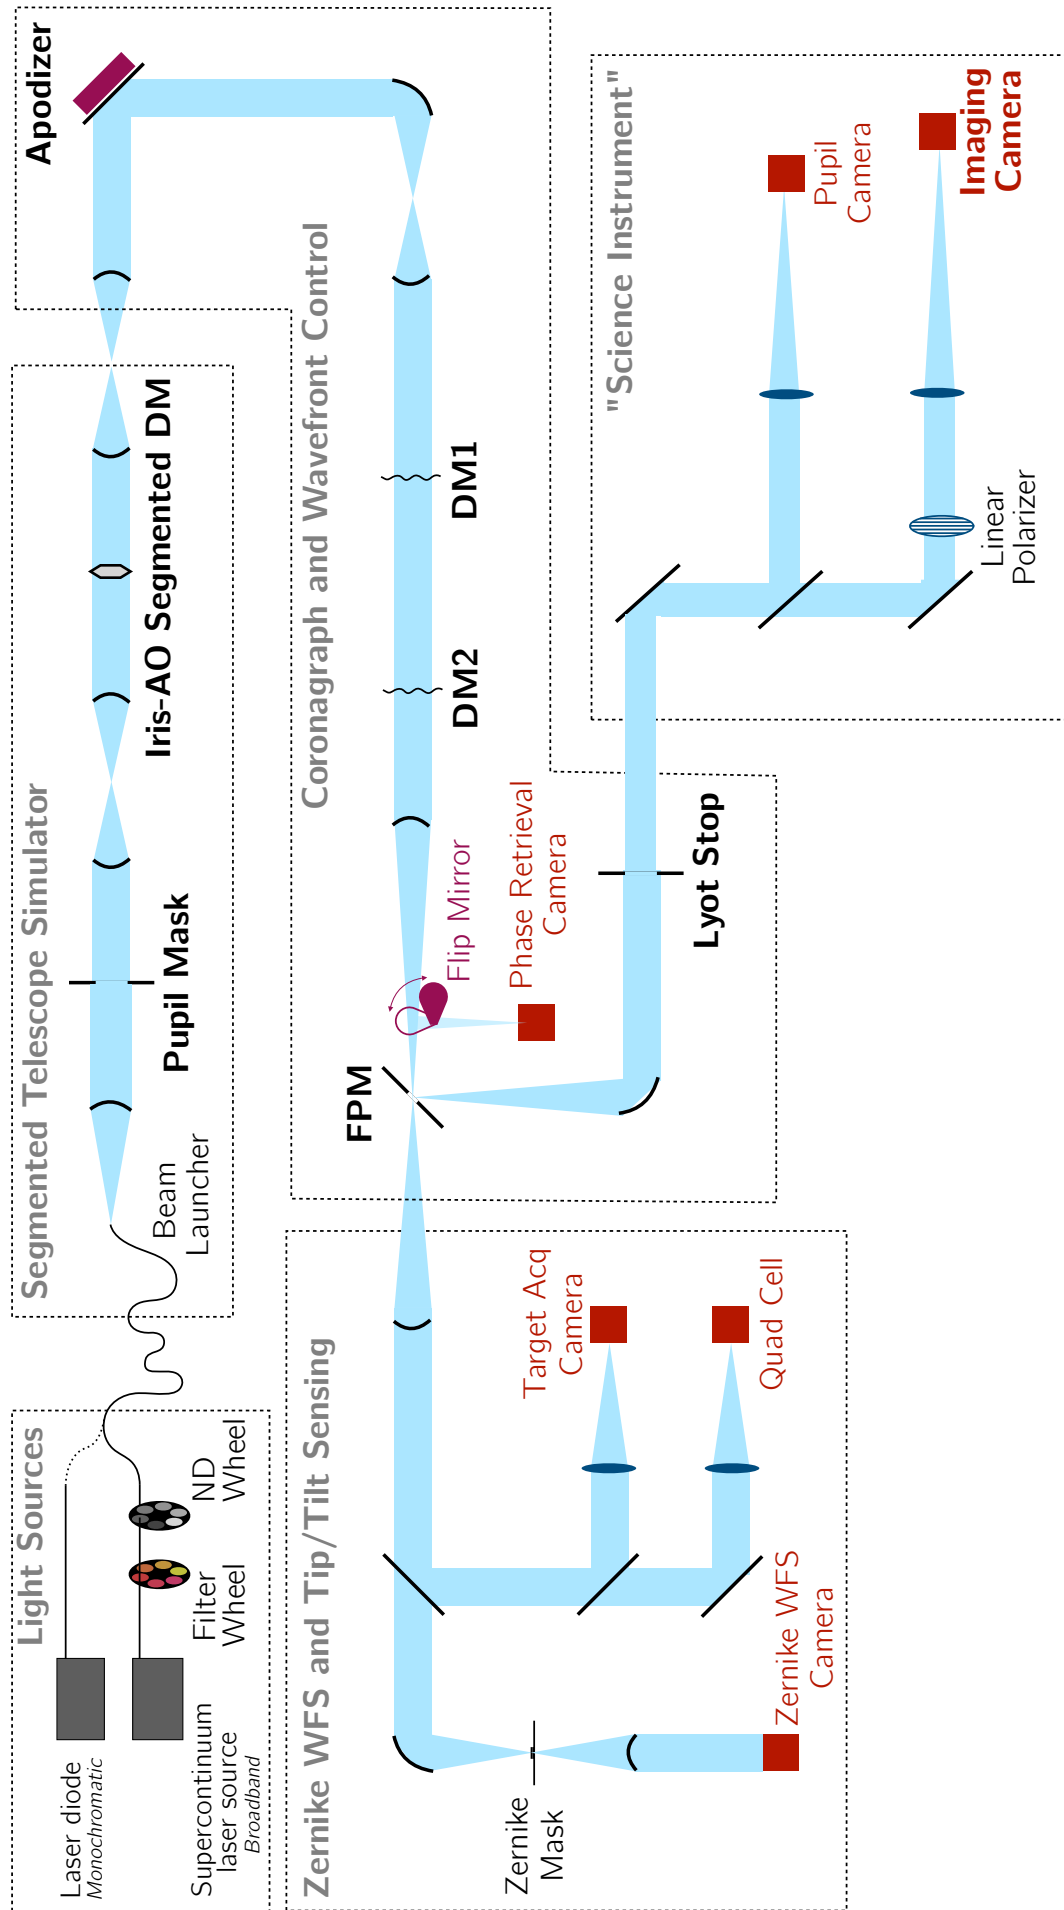 Light Sources
Laser diode
Monochromatic
Supercontinuum
laser source
Broadband
Filter
Wheel
ND
Wheel
Segmented Telescope Simulator
Beam
Launcher
Pupil Mask
Iris-AO Segmented DM
Apodizer
Coronagraph and Wavefront Control
DM1
DM2
Flip Mirror
Phase Retrieval
Camera
FPM
Lyot Stop
Zernike WFS and Tip/Tilt Sensing
Target Acq
Camera
Quad Cell
Zernike
Mask
Zernike WFS
Camera
"Science Instrument"
Pupil
Camera
Imaging
Camera
Linear
Polarizer